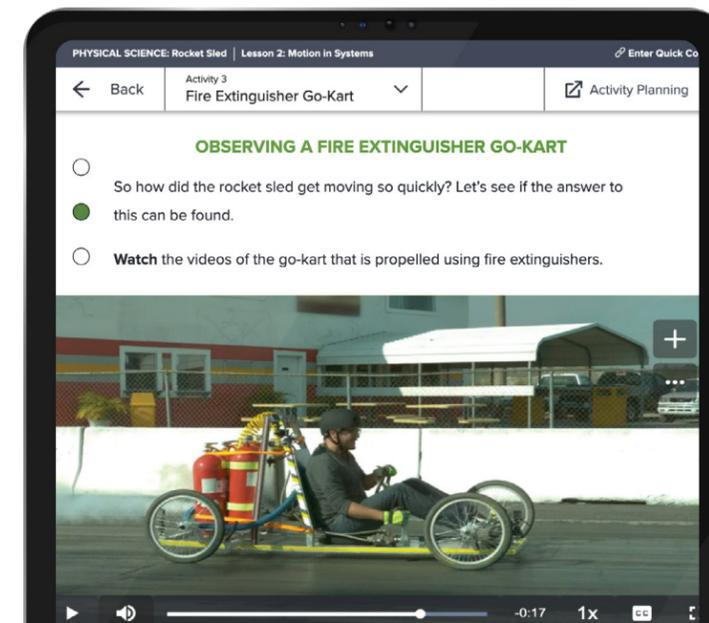 PHYSICAL SCIENCE: Rocket Sled | Lesson 2: Motion in Systems
Enter Quick Co
Back
Activity 3
Fire Extinguisher Go-Kart
Activity Planning
OBSERVING A FIRE EXTINGUISHER GO-KART
So how did the rocket sled get moving so quickly? Let's see if the answer to
this can be found.
Watch the videos of the go-kart that is propelled using fire extinguishers.
-0:17 1x CC